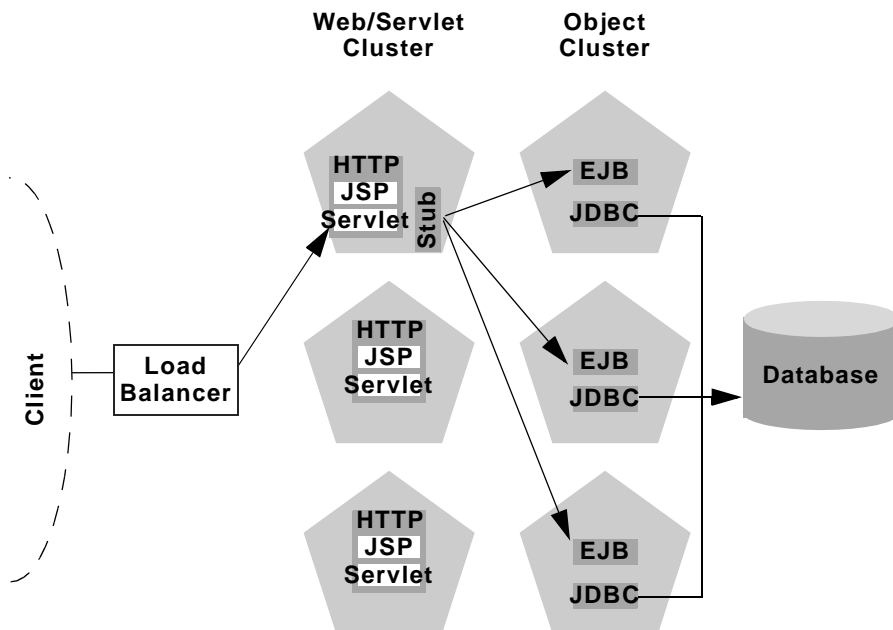 Web/Servlet
Cluster
Object
Cluster
HTTP
JSP
Servlet
Stub
EJB
JDBC
Client
Load
Balancer
HTTP
JSP
Servlet
EJB
JDBC
Database
HTTP
JSP
Servlet
EJB
JDBC